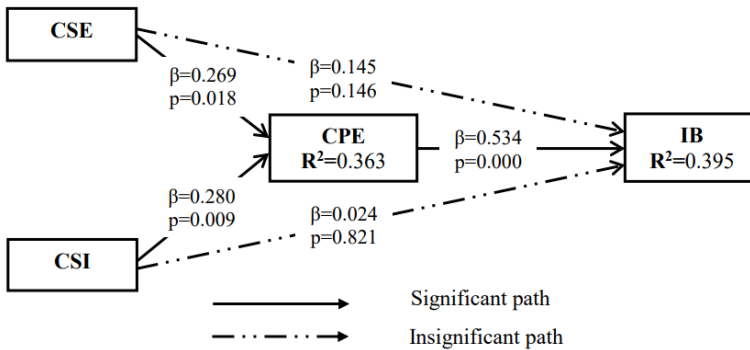 CSE
β=0.269
p=0.018
β=0.145
p=0.146
CPE
R²=0.363
β=0.534
p=0.000
IB
R²=0.395
β=0.280
p=0.009
β=0.024
p=0.821
CSI
Significant path
Insignificant path